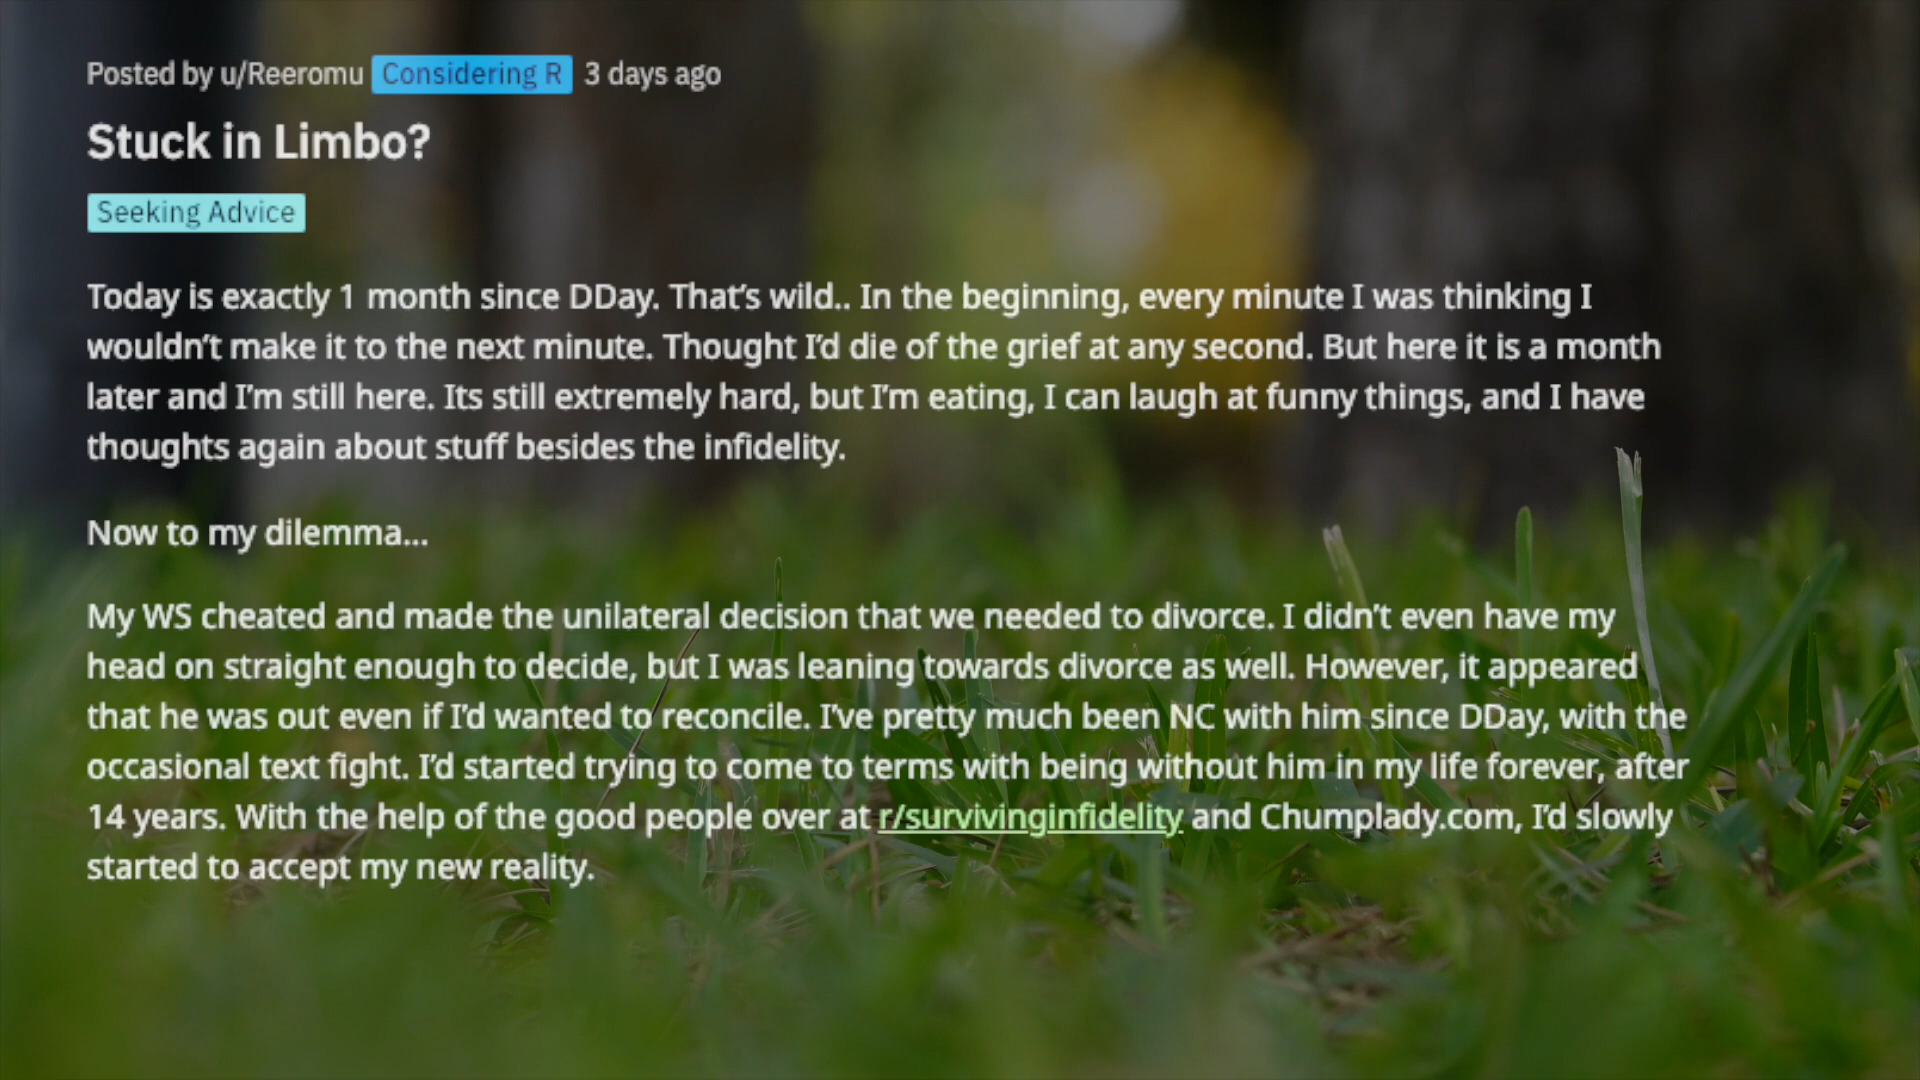 Posted by u/Reeromu Considering R 3 days ago
Stuck in Limbo?
Seeking Advice
Today is exactly 1 month since DDay. That's wild.. In the beginning, every minute I was thinking I
wouldn't make it to the next minute. Thought I'd die of the grief at any second. But here it is a month
later and I'm still here. Its still extremely hard, but I'm eating, I can laugh at funny things, and I have
thoughts again about stuff besides the infidelity.
Now to my dilemma...
My WS cheated and made the unilateral decision that we needed to divorce. I didn't even have my
head on straight enough to decide, but I was leaning towards divorce as well. However, it appeared
that he was out even if I'd wanted to reconcile. I've pretty much been NC with him since DDay, with the
occasional text fight. I'd started trying to come to terms with being without him in my life forever, after
14 years. With the help of the good people over at r/survivinginfidelity and Chumplady.com, I'd slowly
started to accept my new reality.